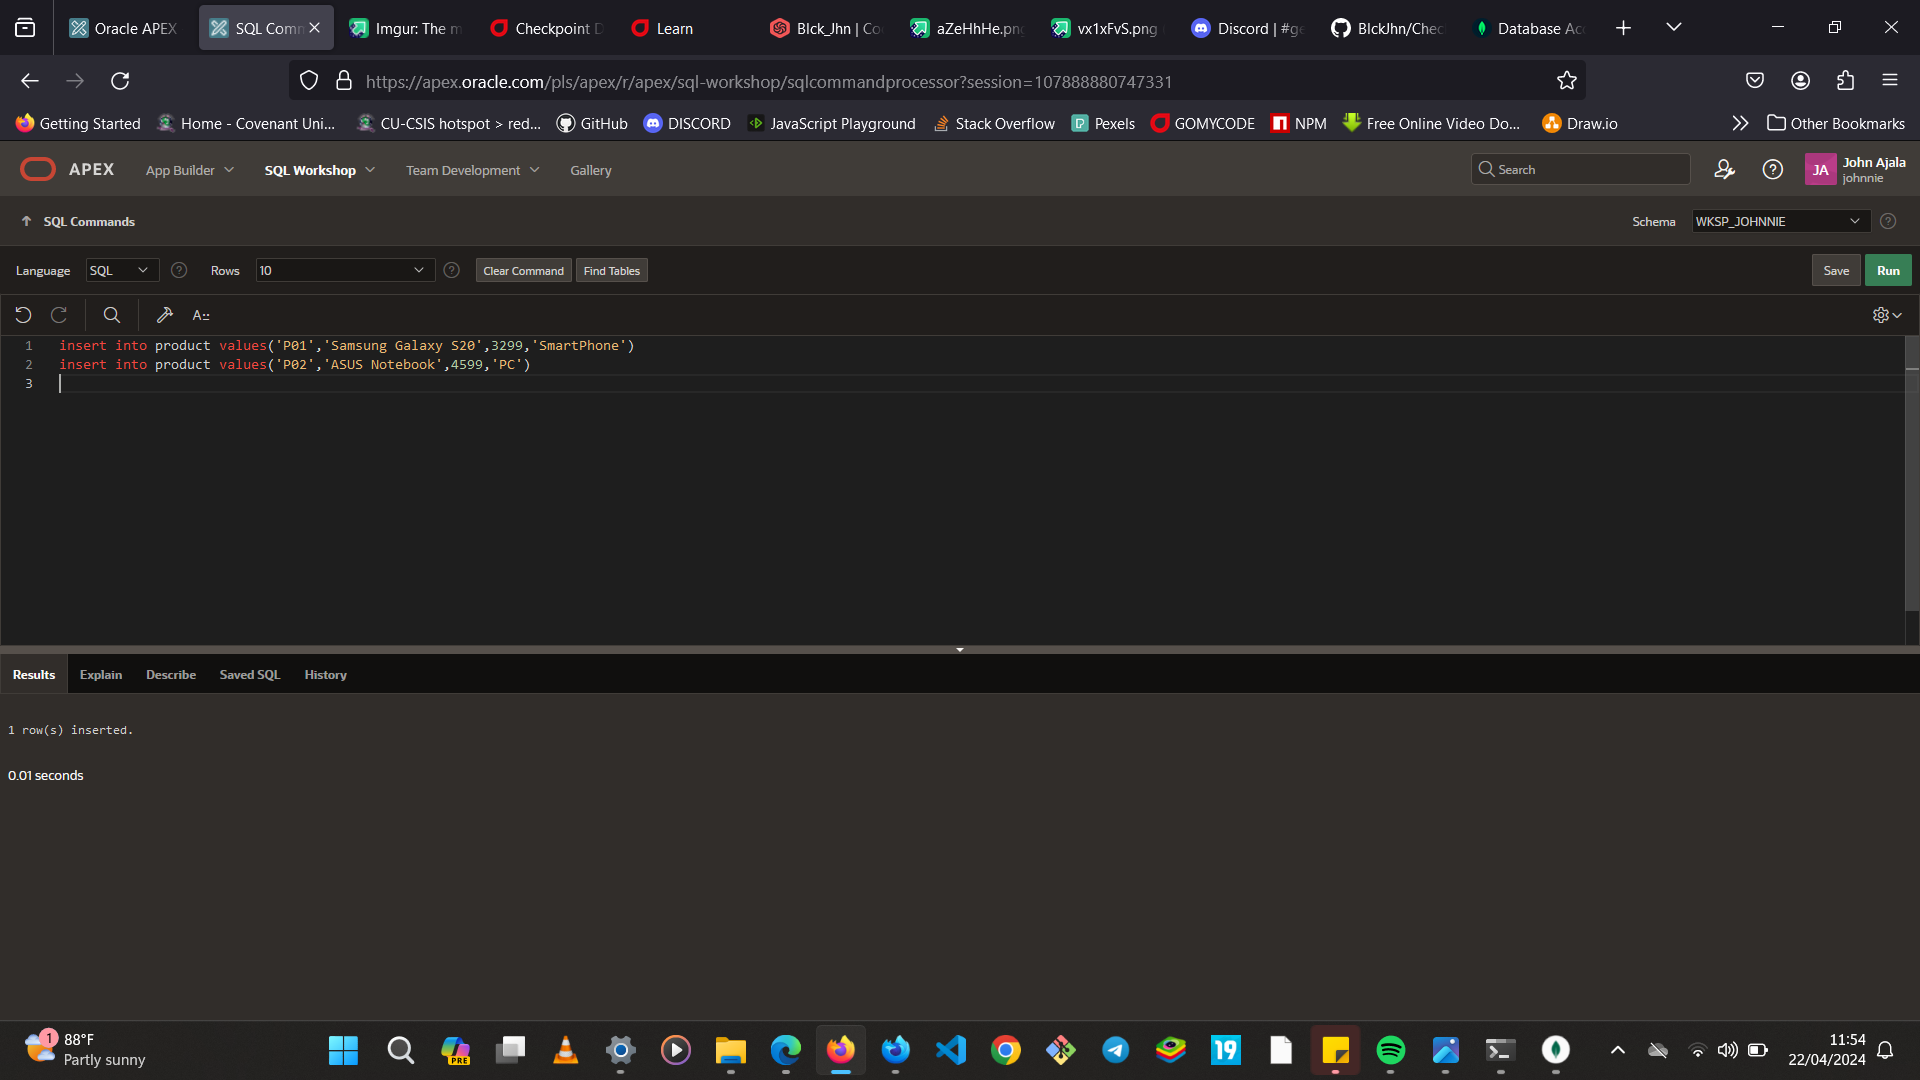 Oracle APEX
SQL Comm
Imgur: The m
Checkpoint D
Learn
Blck_Jhn | Co
aZeHhHe.png
vx1xFvS.png
Discord | #ge
BlckJhn/Chec
Database Acc
https://apex.oracle.com/pls/apex/r/apex/sql-workshop/sqlcommandprocessor?session=107888880747331
Getting Started
Home - Covenant Uni...
CU-CSIS hotspot > red...
GitHub
DISCORD
JavaScript Playground
Stack Overflow
Pexels
GOMYCODE
NPM
Free Online Video Do...
Draw.io
Other Bookmarks
APEX
App Builder
SQL Workshop
Team Development
Gallery
Search
JA
John Ajala
johnnie
SQL Commands
Schema
WKSP_JOHNNIE
Language
SQL
Rows
10
Clear Command
Find Tables
Save
Run
A::
1 insert into product values('P01','Samsung Galaxy S20',3299,'SmartPhone')
2 insert into product values('P02','ASUS Notebook',4599,'PC')
3
Results
Explain
Describe
Saved SQL
History
1 row(s) inserted.
0.01 seconds
1
88°F
Partly sunny
PRE
19
11:54
22/04/2024